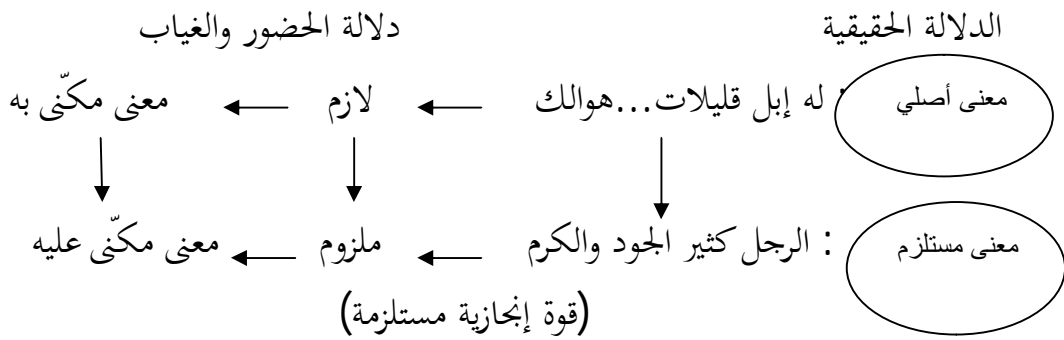 الدلالة الحقيقية دلالة الحضور والغياب
معنى أصلي : له إبل قليلات...هوالك لازم معنى مكنّى به
معنى مستلزم : الرجل كثير الجود والكرم ملزوم معنى مكنّى عليه
(قوة إنجازية مستلزمة)